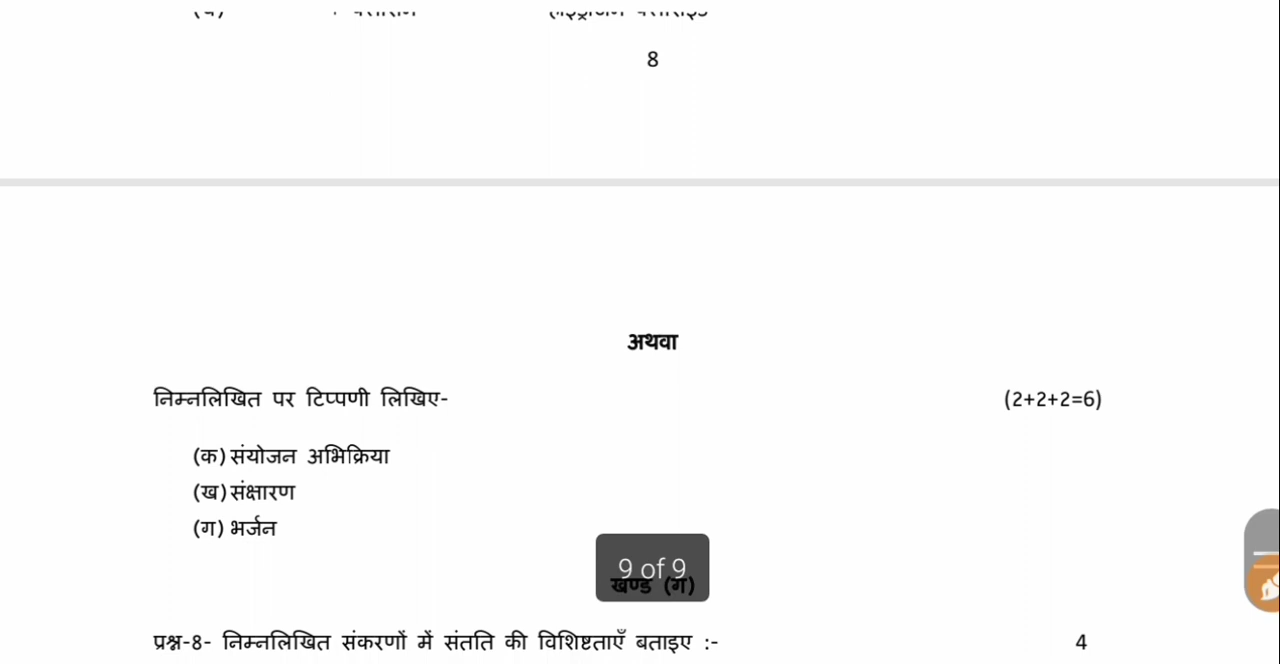 8
अथवा
निम्नलिखित पर टिप्पणी लिखिए- (2+2+2=6)
(क) संयोजन अभिक्रिया
(ख) संक्षारण
(ग) भर्जन
9 of 9
खण्ड (ग)
प्रश्न-8- निम्नलिखित संकरणों में संतति की विशिष्टताएँ बताइए :- 4